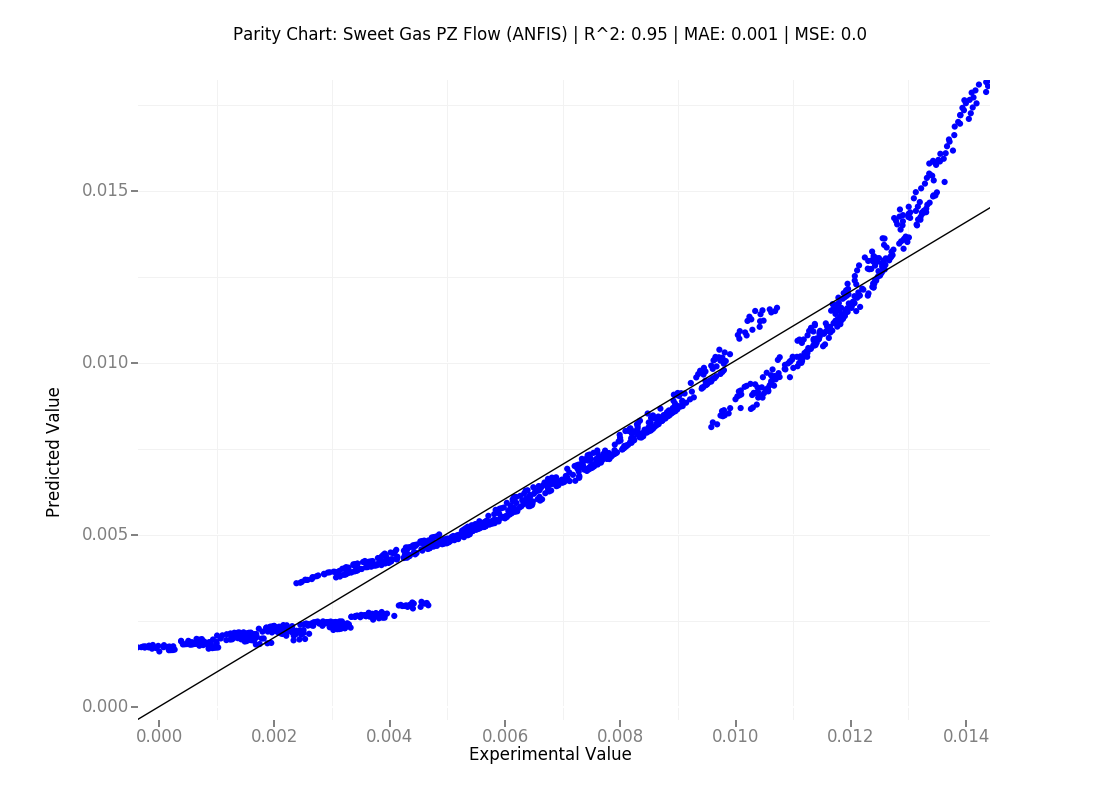 Parity Chart: Sweet Gas PZ Flow (ANFIS) | R^2: 0.95 | MAE: 0.001 | MSE: 0.0
0.015
0.010
0.005
0.000
Predicted Value
0.000 0.002 0.004 0.006 0.008 0.010 0.012 0.014
Experimental Value